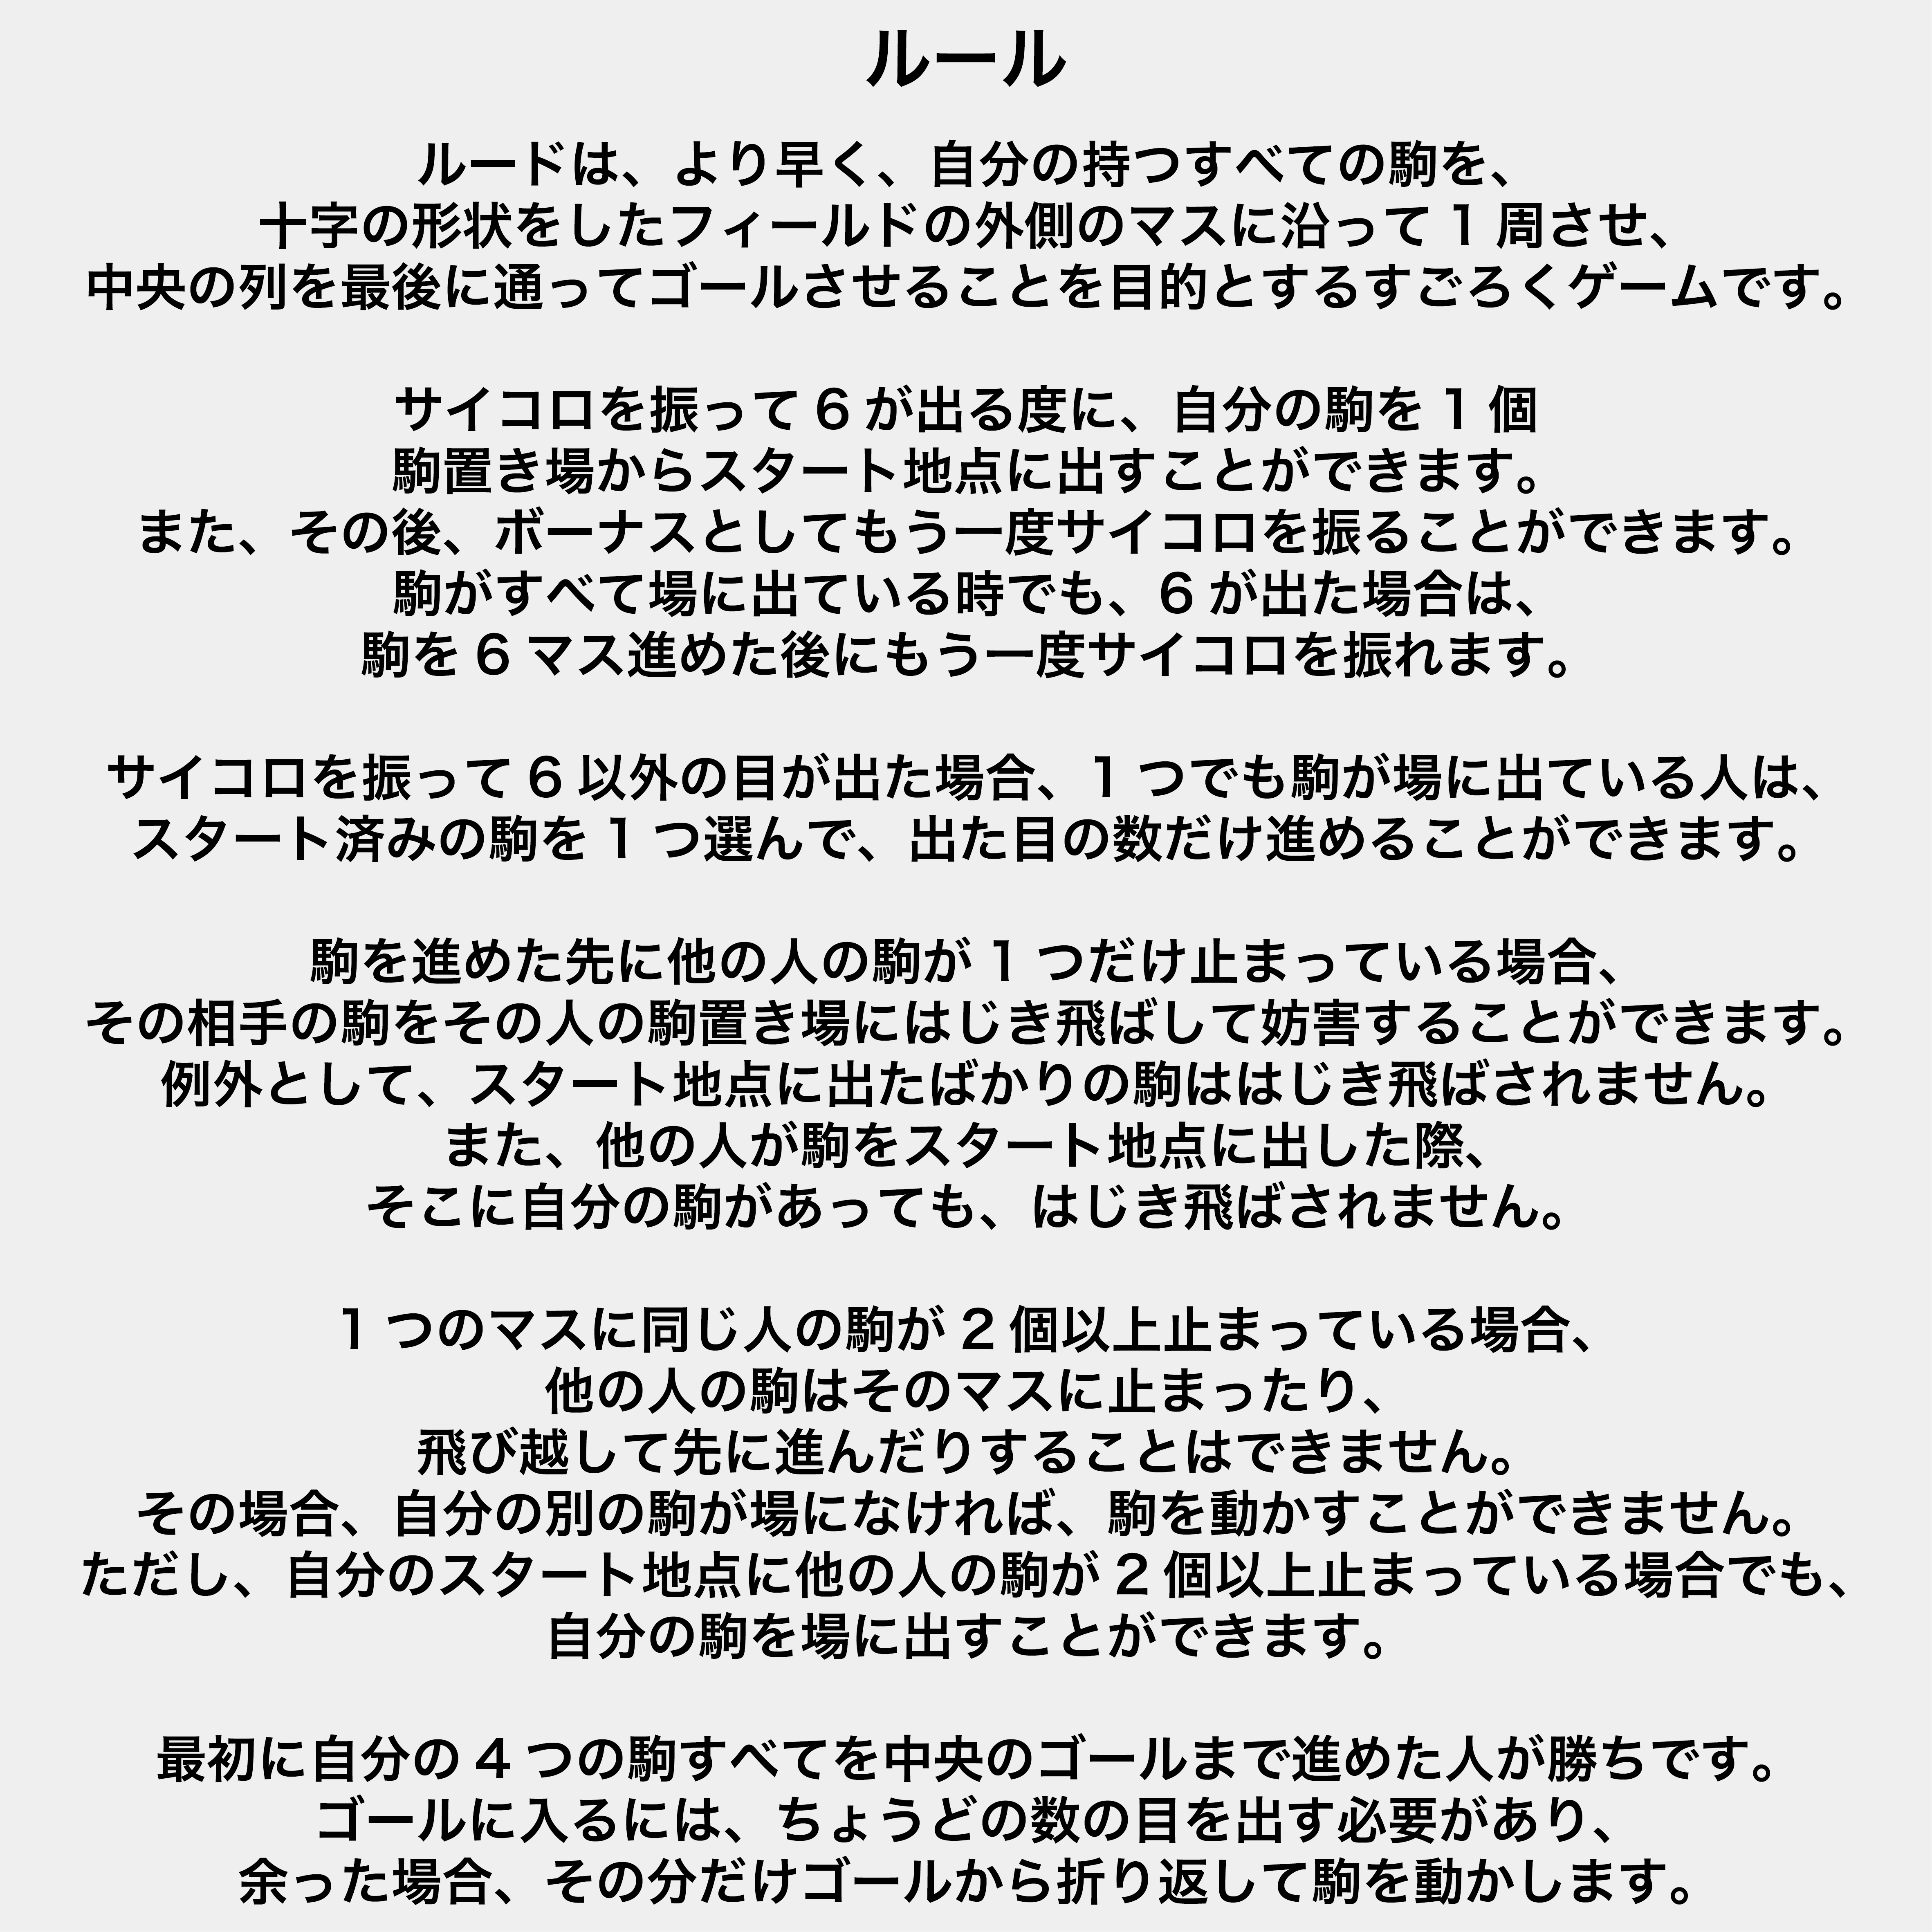 ルール
ルードは、より早く、自分の持つすべての駒を、
十字の形状をしたフィールドの外側のマスに沿って1周させ、
中央の列を最後に通ってゴールさせることを目的とするすごろくゲームです。
サイコロを振って6が出る度に、自分の駒を1個
駒置き場からスタート地点に出すことができます。
また、その後、ボーナスとしてもう一度サイコロを振ることができます。
駒がすべて場に出ている時でも、6が出た場合は、
駒を6マス進めた後にもう一度サイコロを振れます。
サイコロを振って6以外の目が出た場合、1つでも駒が場に出ている人は、
スタート済みの駒を1つ選んで、出た目の数だけ進めることができます。
駒を進めた先に他の人の駒が1つだけ止まっている場合、
その相手の駒をその人の駒置き場にはじき飛ばして妨害することができます。
例外として、スタート地点に出たばかりの駒ははじき飛ばされません。
また、他の人が駒をスタート地点に出した際、
そこに自分の駒があっても、はじき飛ばされません。
1つのマスに同じ人の駒が2個以上止まっている場合、
他の人の駒はそのマスに止まったり、
飛び越して先に進んだりすることはできません。
その場合、自分の別の駒が場になければ、駒を動かすことができません。
ただし、自分のスタート地点に他の人の駒が2個以上止まっている場合でも、
自分の駒を場に出すことができます。
最初に自分の4つの駒すべてを中央のゴールまで進めた人が勝ちです。
ゴールに入るには、ちょうどの数の目を出す必要があり、
余った場合、その分だけゴールから折り返して駒を動かします。